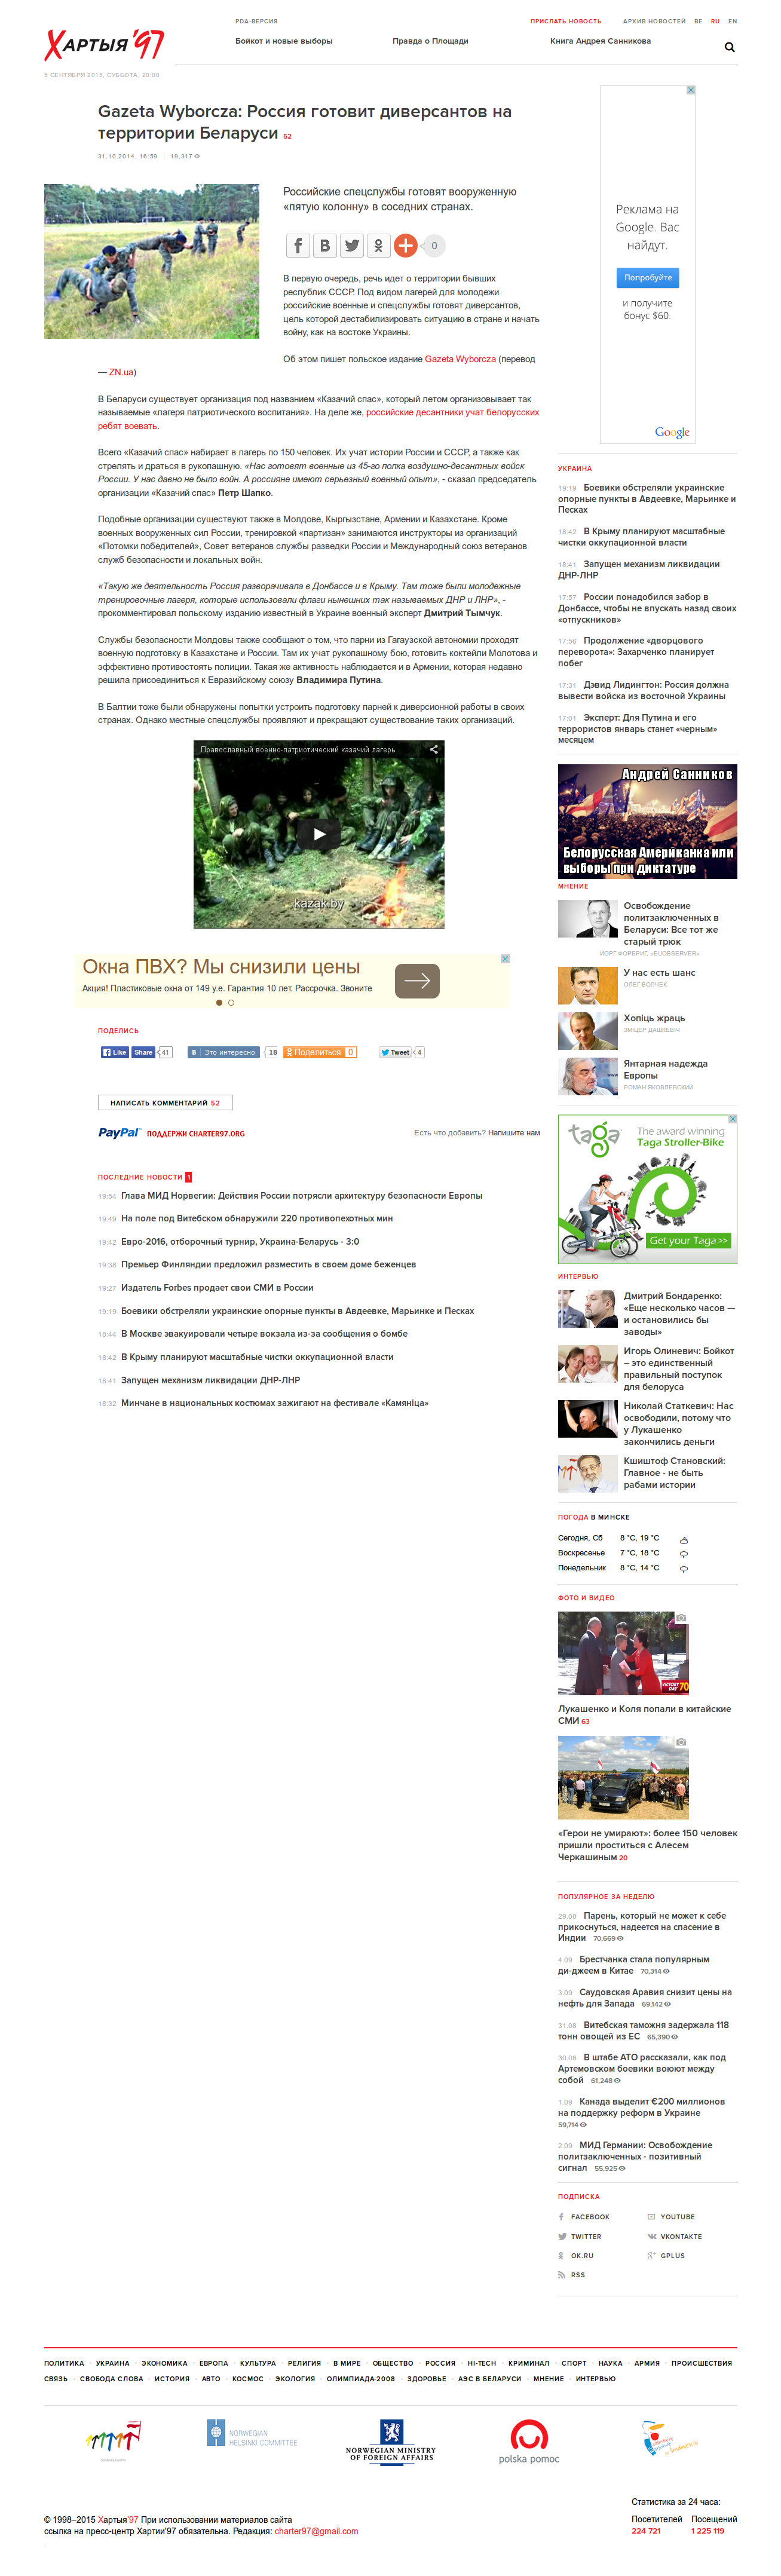 PDA-ВЕРСИЯ
ПРИСЛАТЬ НОВОСТЬ
АРХИВ НОВОСТЕЙ BE RU EN
ХАРТЫЯ'97
Бойкот и новые выборы
Правда о Площади
Книга Андрея Санникова
5 СЕНТЯБРЯ 2015, СУББОТА, 20:00
Gazeta Wyborcza: Россия готовит диверсантов на
территории Беларуси 52
31.10.2014, 16:59 19,317
Российские спецслужбы готовят вооруженную
«пятую колонну» в соседних странах.
0
В первую очередь, речь идет о территории бывших
республик СССР. Под видом лагерей для молодежи
российские военные и спецслужбы готовят диверсантов,
цель которой дестабилизировать ситуацию в стране и начать
войну, как на востоке Украины.
Об этом пишет польское издание Gazeta Wyborcza (перевод
— ZN.ua)
В Беларуси существует организация под названием «Казачий спас», который летом организовывает так
называемые «лагеря патриотического воспитания». На деле же, российские десантники учат белорусских
ребят воевать.
Всего «Казачий спас» набирает в лагерь по 150 человек. Их учат истории России и СССР, а также как
стрелять и драться в рукопашную. «Нас готовят военные из 45-го полка воздушно-десантных войск
России. У нас давно не было войн. А россияне имеют серьезный военный опыт», - сказал председатель
организации «Казачий спас» Петр Шапко.
Подобные организации существуют также в Молдове, Кыргызстане, Армении и Казахстане. Кроме
военных вооруженных сил России, тренировкой «партизан» занимаются инструкторы из организаций
«Потомки победителей», Совет ветеранов службы разведки России и Международный союз ветеранов
служб безопасности и локальных войн.
«Такую же деятельность Россия разворачивала в Донбассе и в Крыму. Там тоже были молодежные
тренировочные лагеря, которые использовали флаги нынешних так называемых ДНР и ЛНР», -
прокомментировал польскому изданию известный в Украине военный эксперт Дмитрий Тымчук.
Службы безопасности Молдовы также сообщают о том, что парни из Гагаузской автономии проходят
военную подготовку в Казахстане и России. Там их учат рукопашному бою, готовить коктейли Молотова и
эффективно противостоять полиции. Такая же активность наблюдается и в Армении, которая недавно
решила присоединиться к Евразийскому союзу Владимира Путина.
В Балтии тоже были обнаружены попытки устроить подготовку парней к диверсионной работы в своих
странах. Однако местные спецслужбы проявляют и прекращают существование таких организаций.
Православный военно-патриотический казачий лагерь
kazak.by
Окна ПВХ? Мы снизили цены
Акция! Пластиковые окна от 149 у.е. Гарантия 10 лет. Рассрочка. Звоните
ПОДЕЛИСЬ
Like Share 41
В Это интересно 18
Поделиться 0
Tweet 4
НАПИСАТЬ КОММЕНТАРИЙ 52
PayPal ПОДДЕРЖИ CHARTER97.ORG
Есть что добавить? Напишите нам
ПОСЛЕДНИЕ НОВОСТИ 1
19:54 Глава МИД Норвегии: Действия России потрясли архитектуру безопасности Европы
19:49 На поле под Витебском обнаружили 220 противопехотных мин
19:42 Евро-2016, отборочный турнир, Украина-Беларусь - 3:0
19:38 Премьер Финляндии предложил разместить в своем доме беженцев
19:27 Издатель Forbes продает свои СМИ в России
19:19 Боевики обстреляли украинские опорные пункты в Авдеевке, Марьинке и Песках
18:44 В Москве эвакуировали четыре вокзала из-за сообщения о бомбе
18:42 В Крыму планируют масштабные чистки оккупационной власти
18:41 Запущен механизм ликвидации ДНР-ЛНР
18:32 Минчане в национальных костюмах зажигают на фестивале «Камяніца»
Реклама на
Google. Вас
найдут.
Попробуйте
и получите
бонус $60.
Google
УКРАИНА
19:19 Боевики обстреляли украинские
опорные пункты в Авдеевке, Марьинке и
Песках
18:42 В Крыму планируют масштабные
чистки оккупационной власти
18:41 Запущен механизм ликвидации
ДНР-ЛНР
17:57 России понадобился забор в
Донбассе, чтобы не впускать назад своих
«отпускников»
17:56 Продолжение «дворцового
переворота»: Захарченко планирует
побег
17:31 Дэвид Лидингтон: Россия должна
вывести войска из восточной Украины
17:01 Эксперт: Для Путина и его
террористов январь станет «черным»
месяцем
Андрей Санников
Белорусская Американка или
выборы при диктатуре
МНЕНИЕ
Освобождение
политзаключенных в
Беларуси: Все тот же
старый трюк
ЙОРГ ФОРБРИГ, «EUOBSERVER»
У нас есть шанс
ОЛЕГ ВОЛЧЕК
Хопіць жраць
ЗМІЦЕР ДАШКЕВІЧ
Янтарная надежда
Европы
РОМАН ЯКОВЛЕВСКИЙ
taga
The award winning
Taga Stroller-Bike
Get your Taga >>
ИНТЕРВЬЮ
Дмитрий Бондаренко:
«Еще несколько часов —
и остановились бы
заводы»
Игорь Олиневич: Бойкот
– это единственный
правильный поступок
для белоруса
Николай Статкевич: Нас
освободили, потому что
у Лукашенко
закончились деньги
Кшиштоф Становский:
Главное - не быть
рабами истории
ПОГОДА В МИНСКЕ
Сегодня, Сб 8 °C, 19 °C
Воскресенье 7 °C, 18 °C
Понедельник 8 °C, 14 °C
ФОТО И ВИДЕО
VICTORY DAY 70
Лукашенко и Коля попали в китайские
СМИ 63
«Герои не умирают»: более 150 человек
пришли проститься с Алесем
Черкашиным 20
ПОПУЛЯРНОЕ ЗА НЕДЕЛЮ
29.08 Парень, который не может к себе
прикоснуться, надеется на спасение в
Индии 70,669
4.09 Брестчанка стала популярным
ди-джеем в Китае 70,314
3.09 Саудовская Аравия снизит цены на
нефть для Запада 69,142
31.08 Витебская таможня задержала 118
тонн овощей из ЕС 65,390
30.08 В штабе АТО рассказали, как под
Артемовском боевики воюют между
собой 61,248
1.09 Канада выделит €200 миллионов
на поддержку реформ в Украине
59,714
2.09 МИД Германии: Освобождение
политзаключенных - позитивный
сигнал 55,925
ПОДПИСКА
FACEBOOK YOUTUBE
TWITTER VKONTAKTE
OK.RU GPLUS
RSS
ПОЛИТИКА УКРАИНА ЭКОНОМИКА ЕВРОПА КУЛЬТУРА РЕЛИГИЯ В МИРЕ ОБЩЕСТВО РОССИЯ HI-TECH КРИМИНАЛ СПОРТ НАУКА АРМИЯ ПРОИСШЕСТВИЯ
СВЯЗЬ СВОБОДА СЛОВА ИСТОРИЯ АВТО КОСМОС ЭКОЛОГИЯ ОЛИМПИАДА-2008 ЗДОРОВЬЕ АЭС В БЕЛАРУСИ МНЕНИЕ ИНТЕРВЬЮ
NORWEGIAN
HELSINKI COMMITTEE
NORWEGIAN MINISTRY
OF FOREIGN AFFAIRS
polska pomoc
Статистика за 24 часа:
Посетителей Посещений
224 721 1 225 119
© 1998–2015 Хартыя'97 При использовании материалов сайта
ссылка на пресс-центр Хартии'97 обязательна. Редакция: charter97@gmail.com